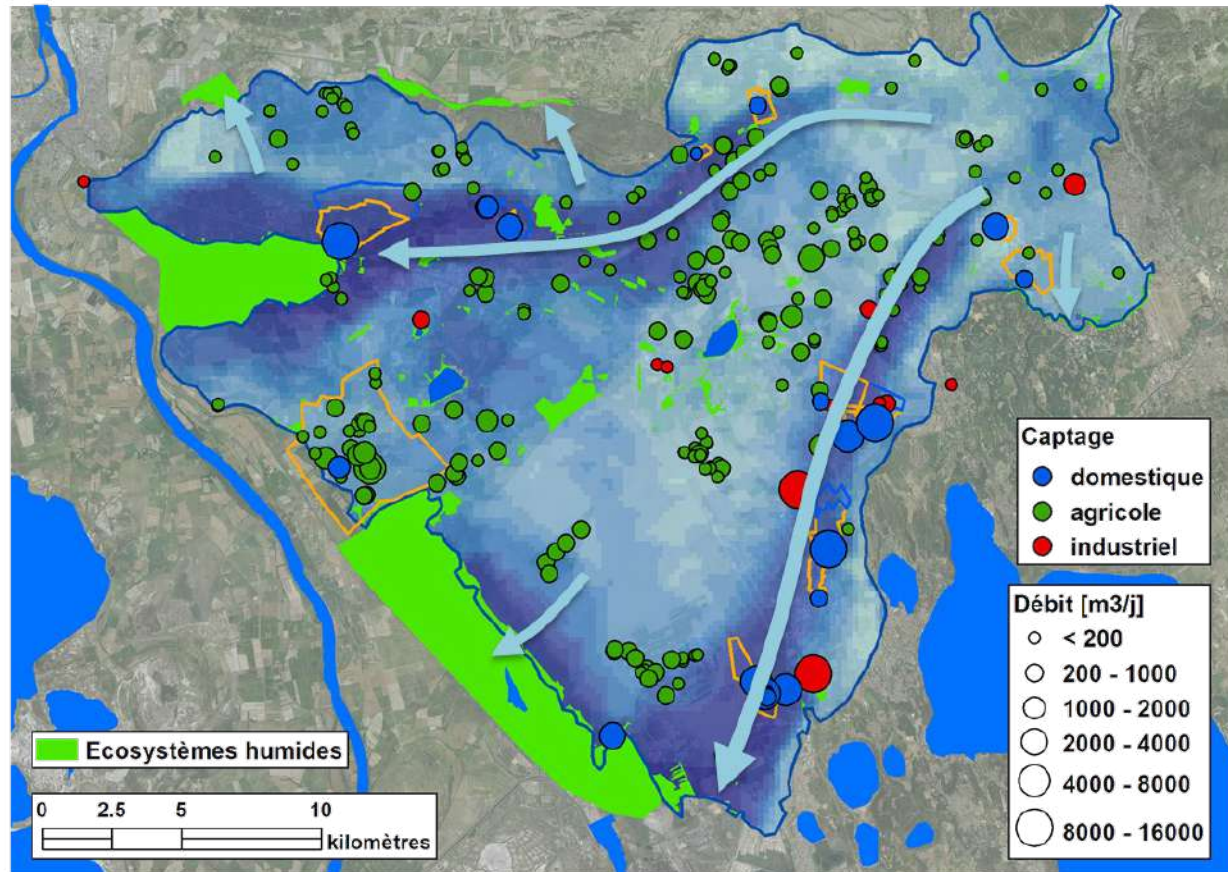 Captage
domestique
agricole
industriel
Débit [m3/j]
< 200
200 - 1000
1000 - 2000
2000 - 4000
4000 - 8000
8000 - 16000
Ecosystèmes humides
0 2.5 5 10
kilomètres